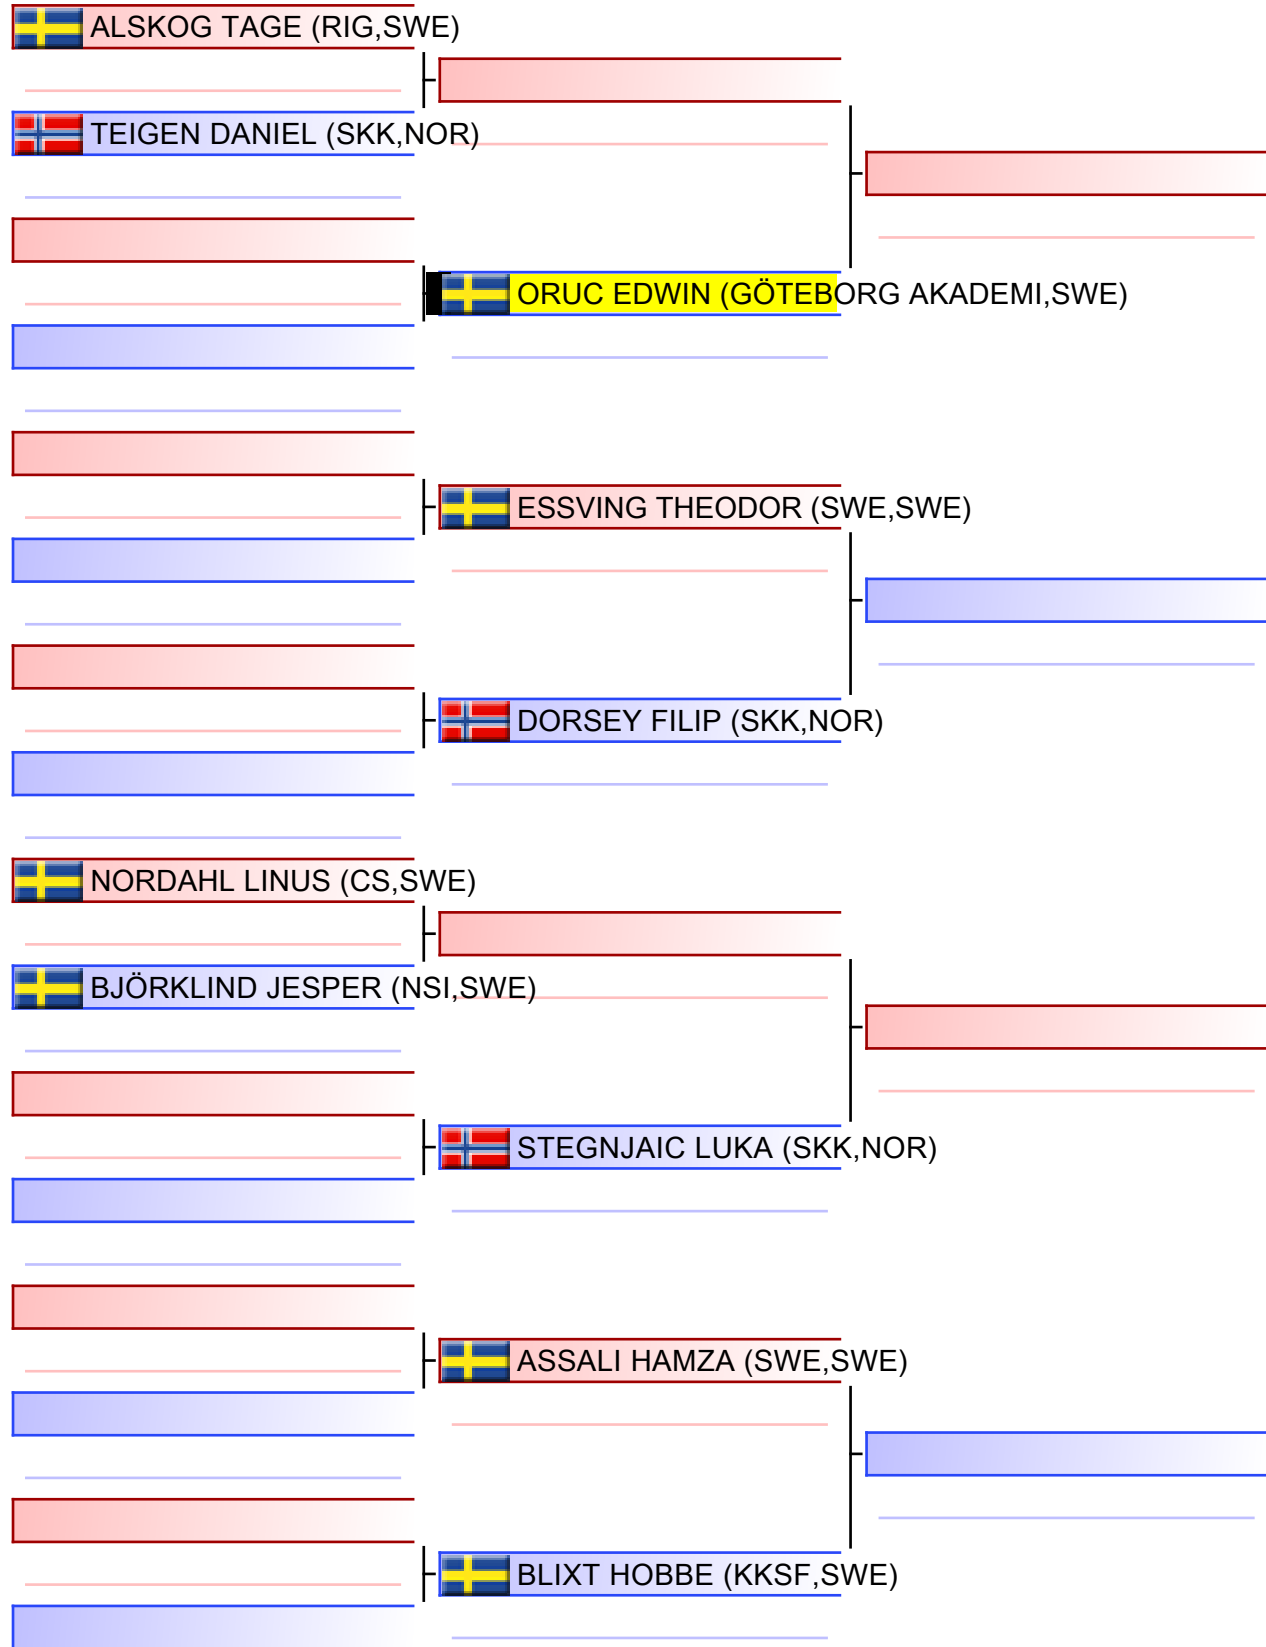 ALSKOG TAGE (RIG,SWE)
TEIGEN DANIEL (SKK,NOR)
ORUC EDWIN (GÖTEBORG AKADEMI,SWE)
ESSVING THEODOR (SWE,SWE)
DORSEY FILIP (SKK,NOR)
NORDAHL LINUS (CS,SWE)
BJÖRKLIND JESPER (NSI,SWE)
STEGNJAIC LUKA (SKK,NOR)
ASSALI HAMZA (SWE,SWE)
BLIXT HOBBE (KKSF,SWE)